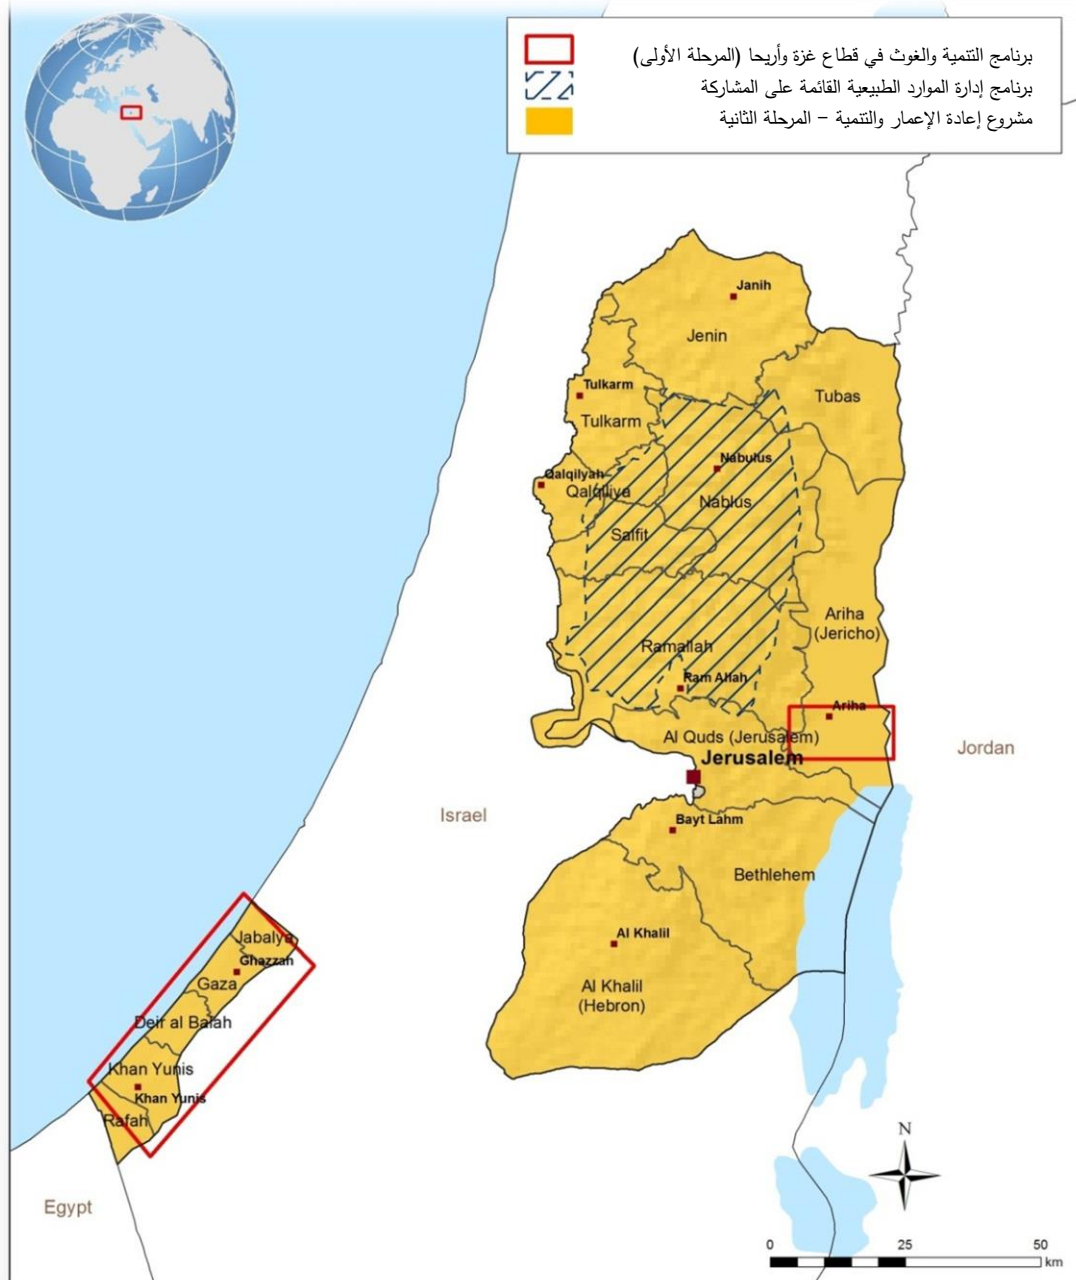 برنامج التنمية والغوث في قطاع غزة وأريحا (المرحلة الأولى)
برنامج إدارة الموارد الطبيعية القائمة على المشاركة
مشروع إعادة الإعمار والتنمية – المرحلة الثانية
Janih
Jenin
Tulkarm
Tubas
Tulkarm
Nabulus
Qalqilyah
Qalqiliya
Nablus
Salfit
Ariha
(Jericho)
Ramallah
Ram Allah
Ariha
Al Quds (Jerusalem)
Jordan
Jerusalem
Israel
Bayt Lahm
Bethlehem
Al Khalil
Jabalya
Ghazzah
Gaza
Al Khalil
(Hebron)
Deir al Balah
Khan Yunis
Khan Yunis
Rafah
N
Egypt
0 25 50
km